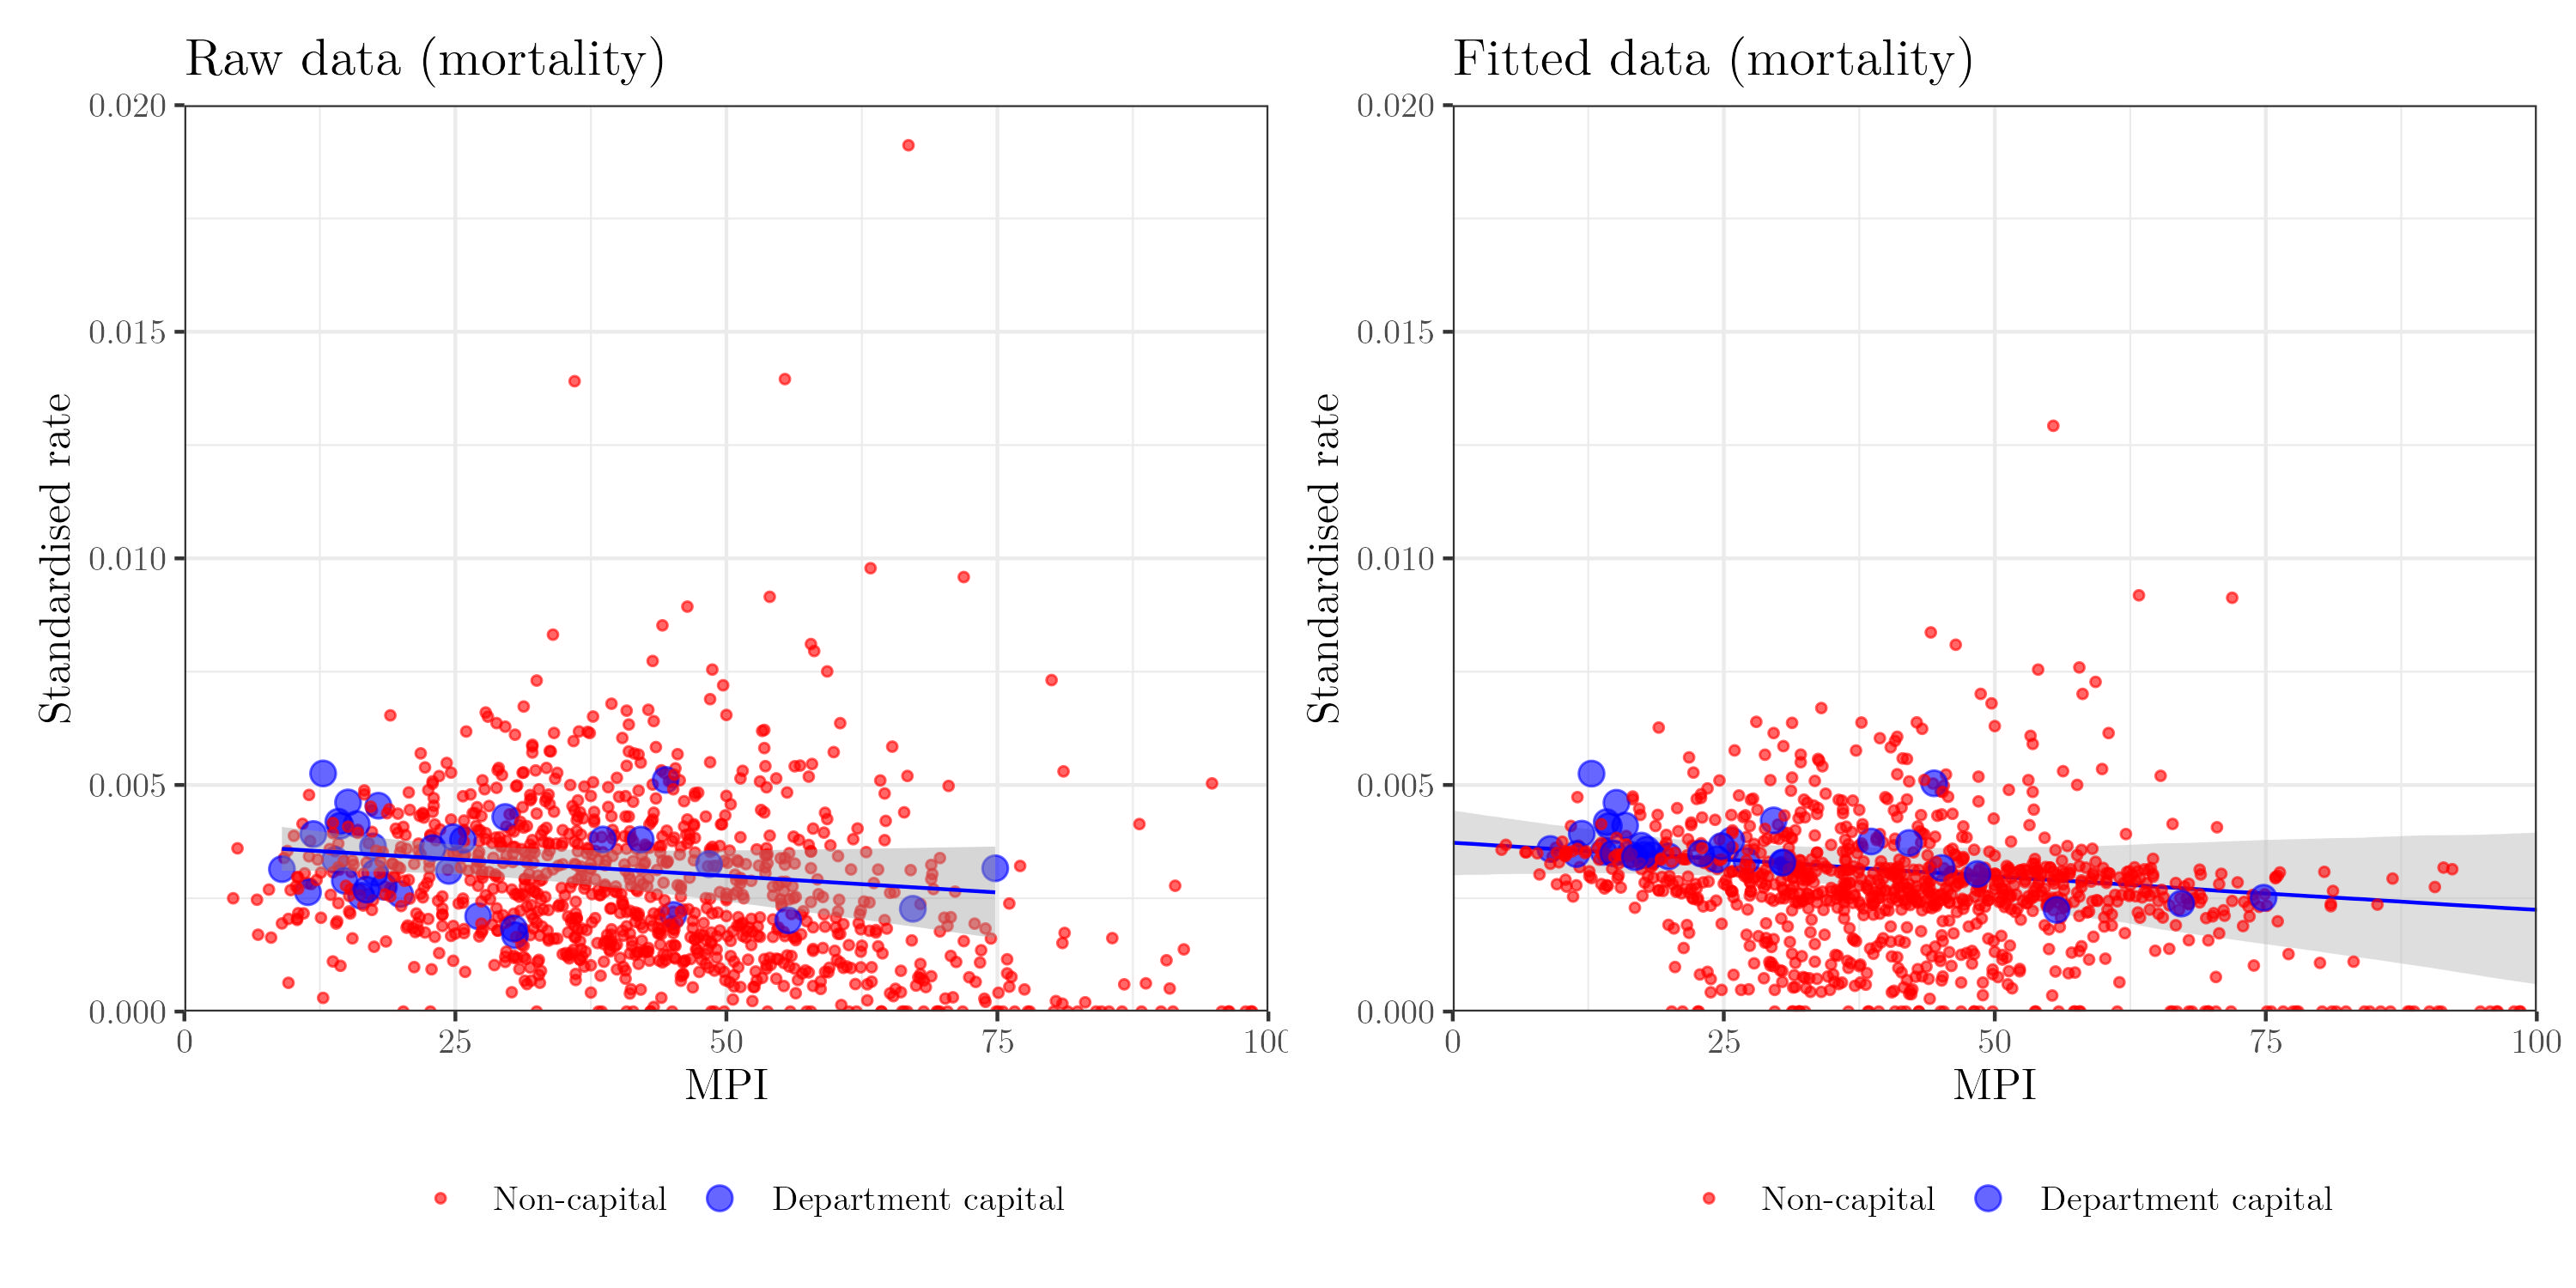 Raw data (mortality)
0.020
0.015
0.010
0.005
0.000
Standardised rate
0 25 50 75 100
MPI
Non-capital Department capital
Fitted data (mortality)
0.020
0.015
0.010
0.005
0.000
Standardised rate
0 25 50 75 100
MPI
Non-capital Department capital